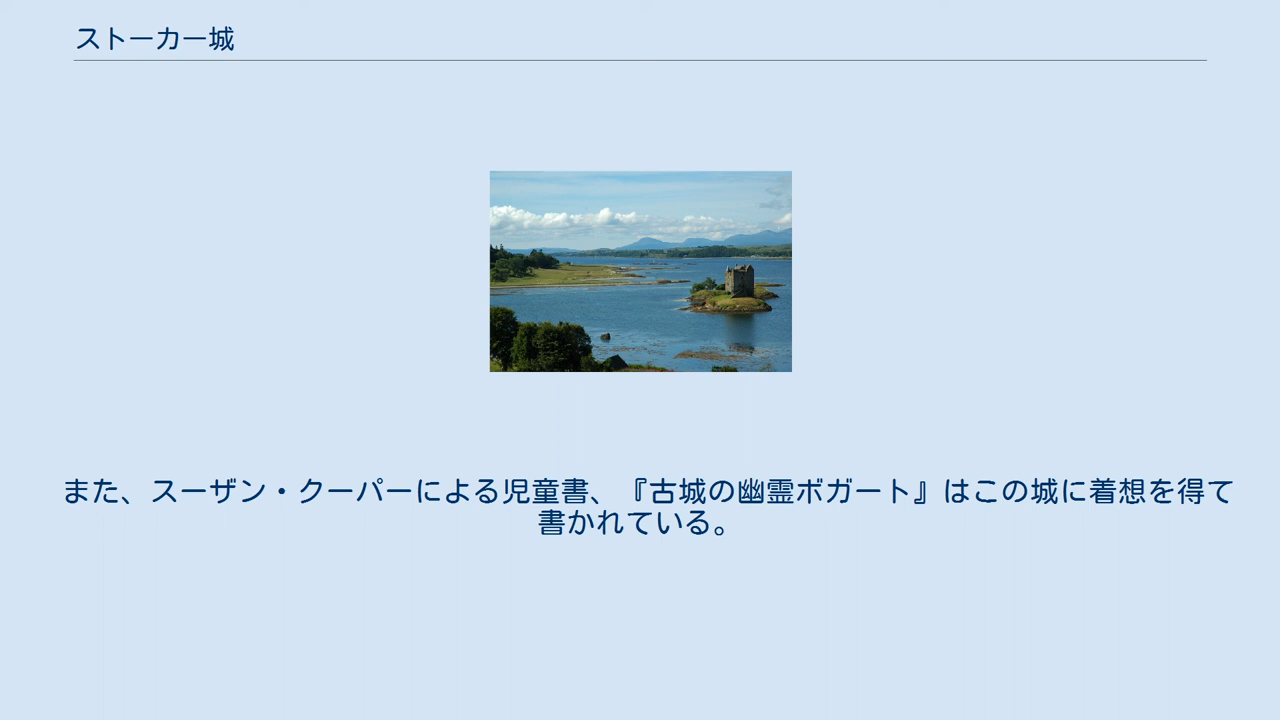 ストーカー城
また、スーザン・クーパーによる児童書、『古城の幽霊ボガート』はこの城に着想を得て
書かれている。